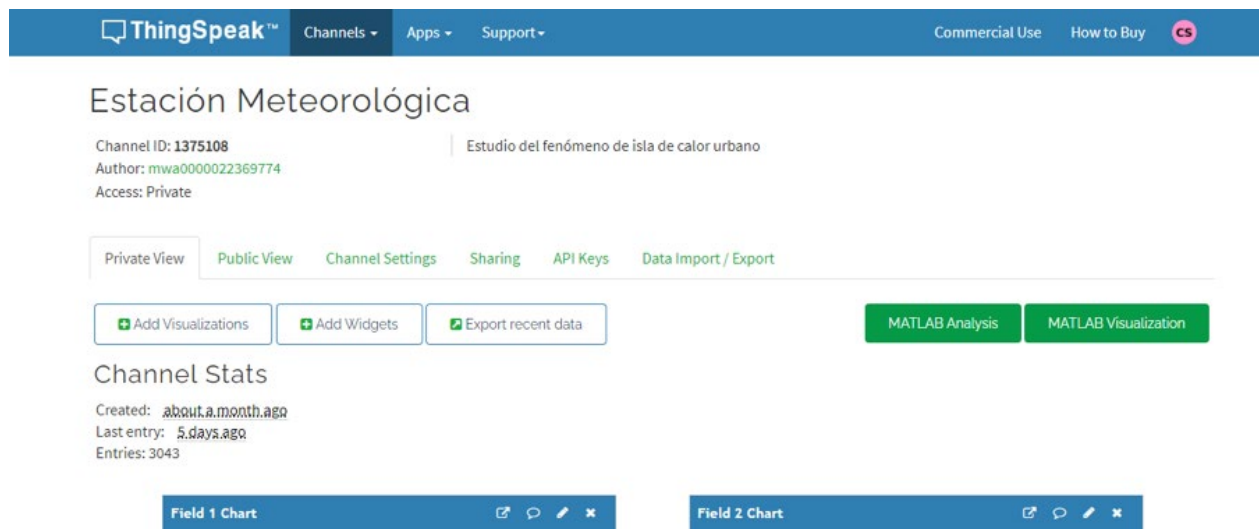 ThingSpeak™ Channels Apps Support Commercial Use How to Buy CS
Estación Meteorológica
Channel ID: 1375108
Estudio del fenómeno de isla de calor urbano
Author: mwa0000022369774
Access: Private
Private View Public View Channel Settings Sharing API Keys Data Import / Export
Add Visualizations Add Widgets Export recent data MATLAB Analysis MATLAB Visualization
Channel Stats
Created: about a month ago
Last entry: 5 days ago
Entries: 3043
Field 1 Chart Field 2 Chart